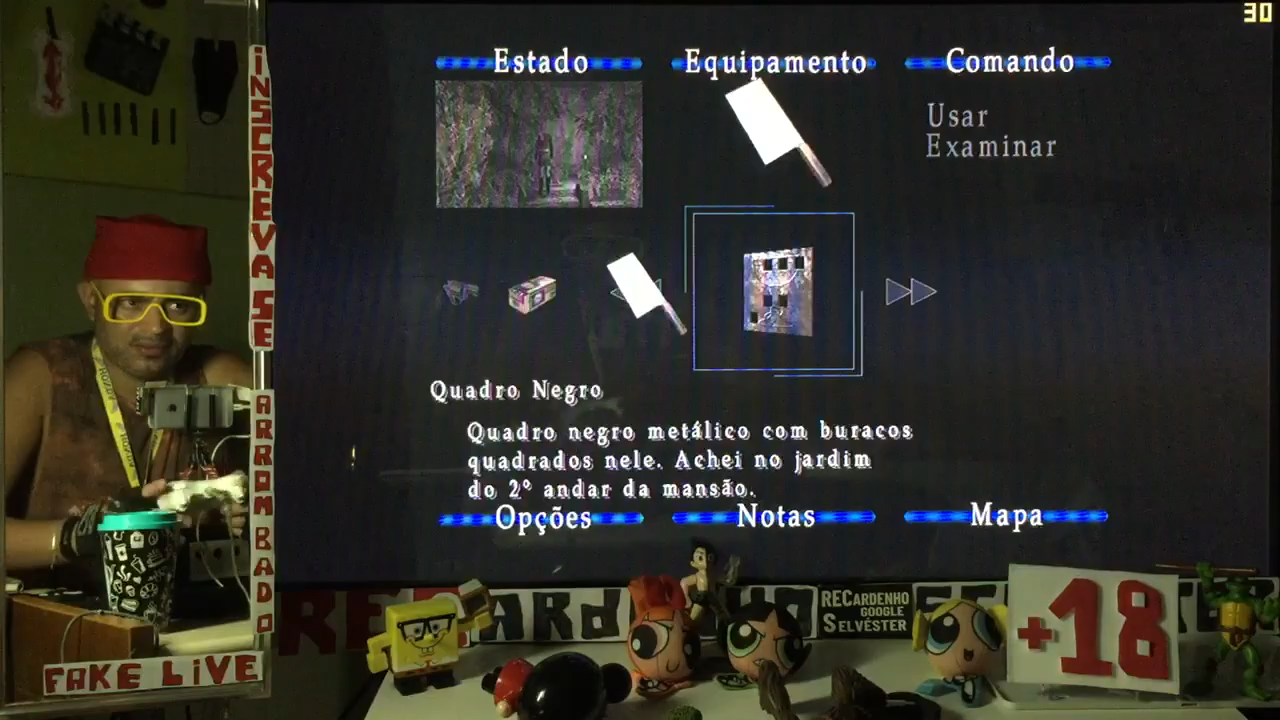 30
Estado
Equipamento
Comando
Usar
Examinar
Quadro Negro
Quadro negro metálico com buracos
quadrados nele. Achei no jardim
do 2º andar da mansão.
Opções
Notas
Mapa
iNSCREVA SE
ARROMBADO
FAKE LiVE
RECARDENHO
GOOGLE
SELVÉSTER
+18